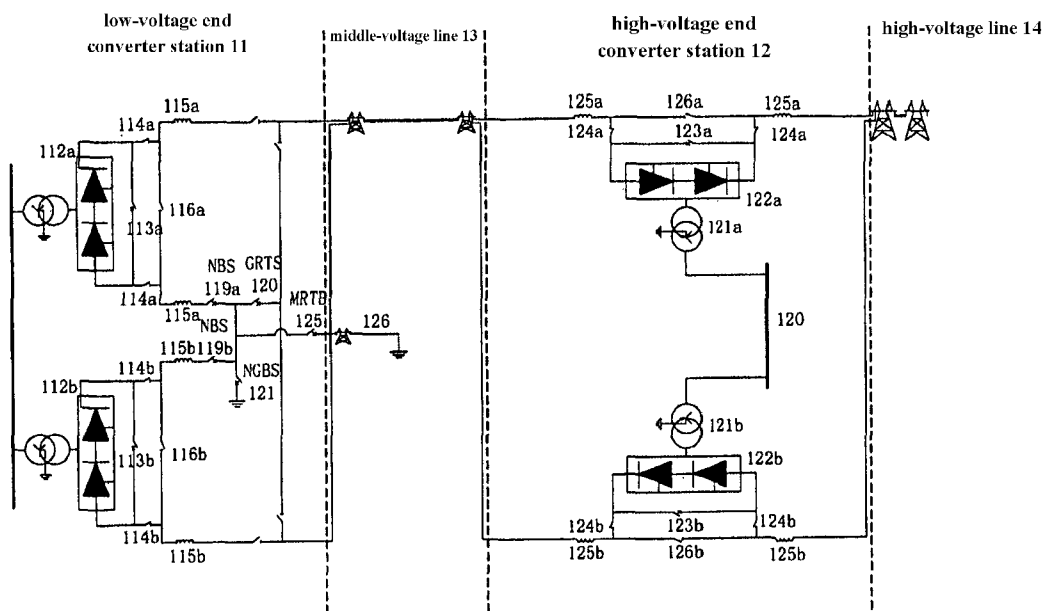 low-voltage end
converter station 11
middle-voltage line 13
high-voltage end
converter station 12
high-voltage line 14
115a
114a
112a
116a
113a
114a
115a
NBS
119a
GRTS
120
MRTB
125
126
NBS
119b
115b
114b
112b
NGBS
121
116b
113b
114b
115b
125a
126a
125a
124a
123a
124a
122a
121a
120
121b
122b
124b
123b
124b
125b
126b
125b